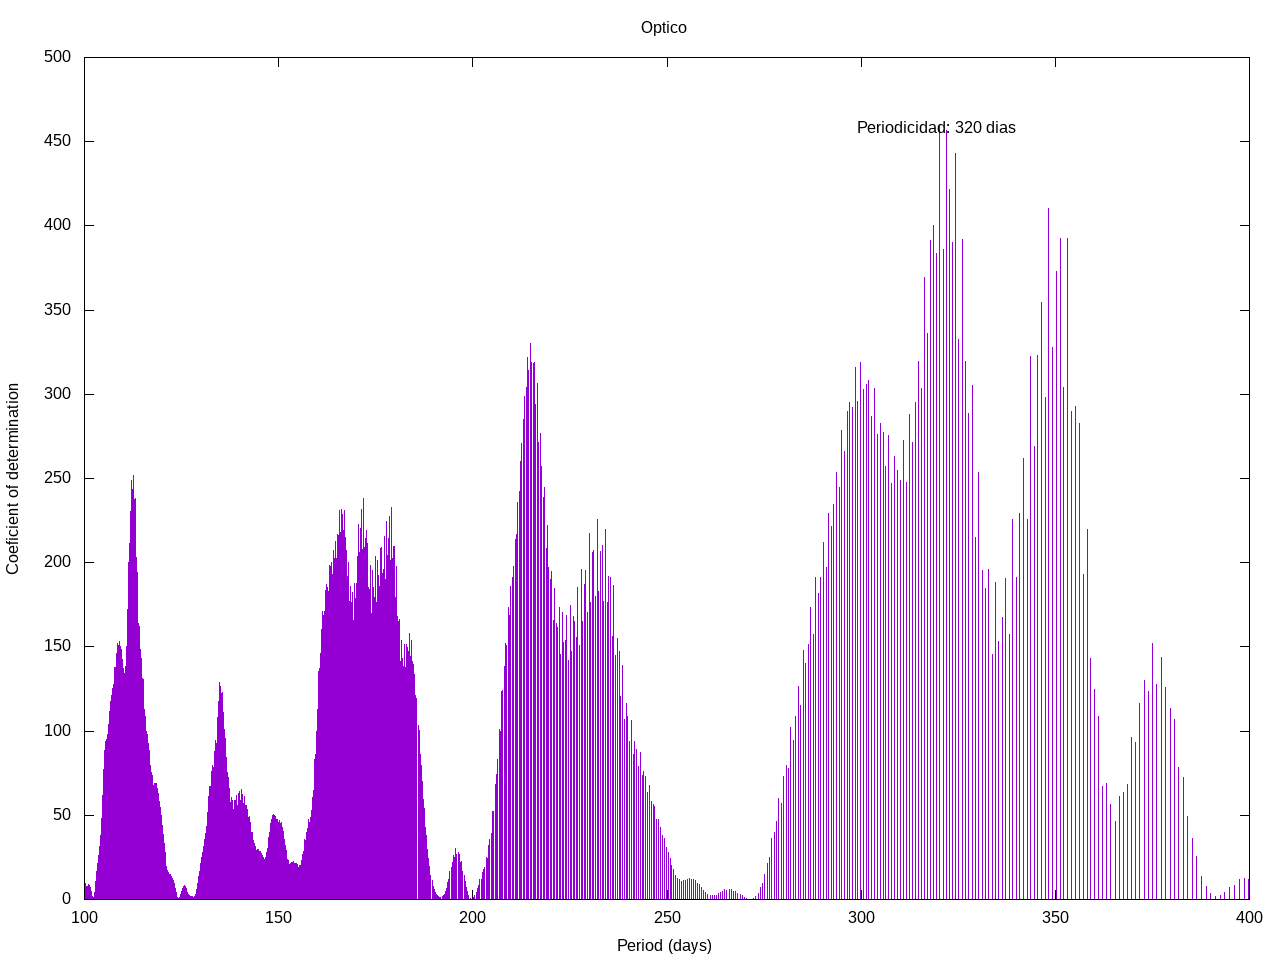 Optico
500
450
400
350
300
250
200
150
100
50
0
Periodicidad: 320 dias
Coeficient of determination
100 150 200 250 300 350 400
Period (days)